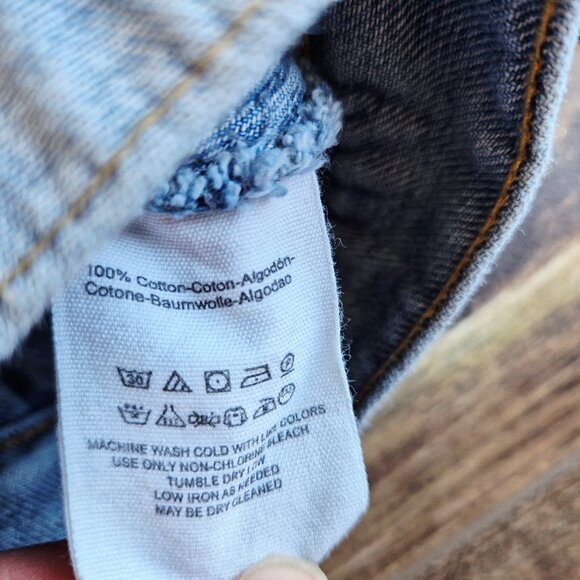 100% Cotton-Coton-Algodón-
Cotone-Baumwolle-Algodao
30
MACHINE WASH COLD WITH LIKE COLORS
USE ONLY NON-CHLORINE BLEACH
TUMBLE DRY LOW
LOW IRON AS NEEDED
MAY BE DRY CLEANED